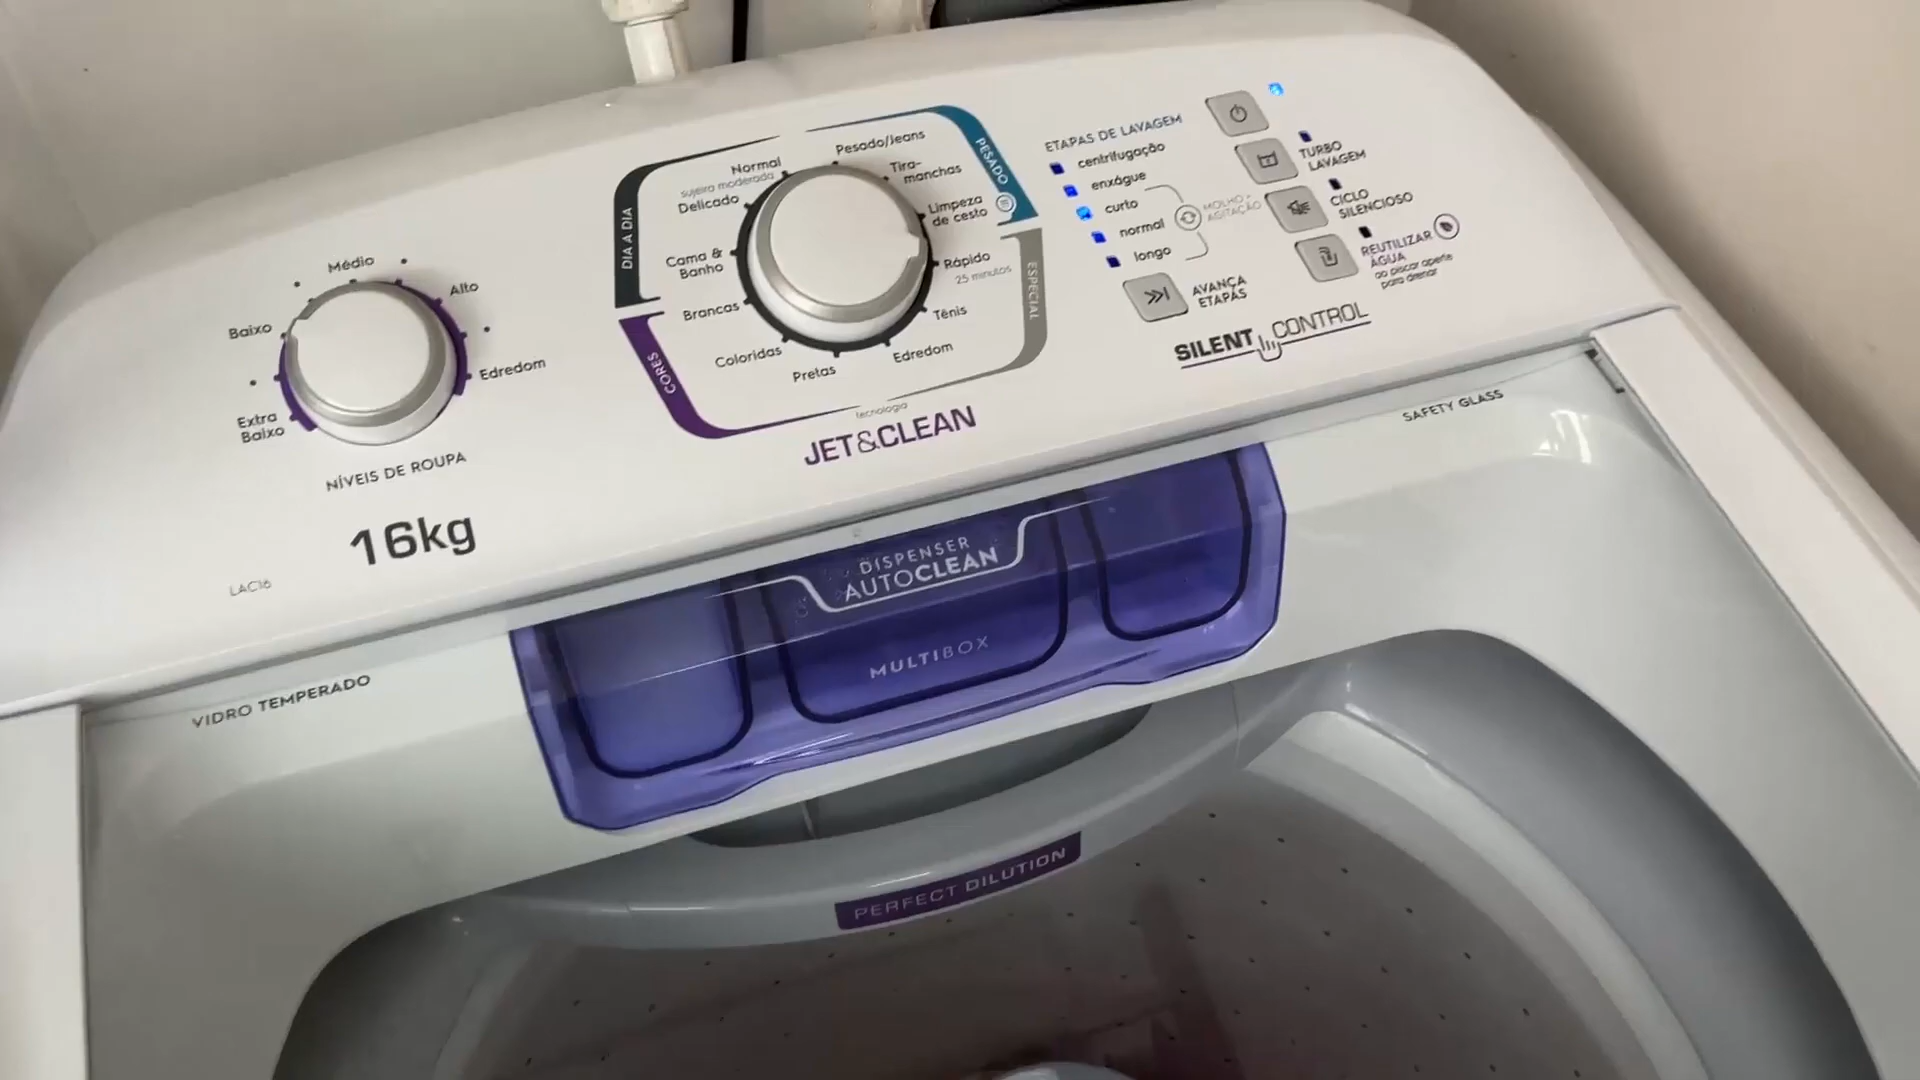 Médio
Alto
Baixo
Edredom
Extra
Baixo
NÍVEIS DE ROUPA
16kg
LAC16
DIA A DIA
PESADO
CORES
ESPECIAL
Normal
sujeira moderada
Delicado
Cama &
Banho
Brancas
Coloridas
Pretas
Pesado/Jeans
Tira-
manchas
Limpeza
de cesto
Rápido
25 minutos
Tênis
Edredom
tecnologia
JET&CLEAN
ETAPAS DE LAVAGEM
centrifugação
enxágue
curto
normal
longo
MOLHO -
AGITAÇÃO
AVANÇA
ETAPAS
TURBO
LAVAGEM
CICLO
SILENCIOSO
REUTILIZAR
ÁGUA
ao piscar aperte
para drenar
SILENT CONTROL
SAFETY GLASS
VIDRO TEMPERADO
DISPENSER
AUTOCLEAN
MULTIBOX
PERFECT DILUTION